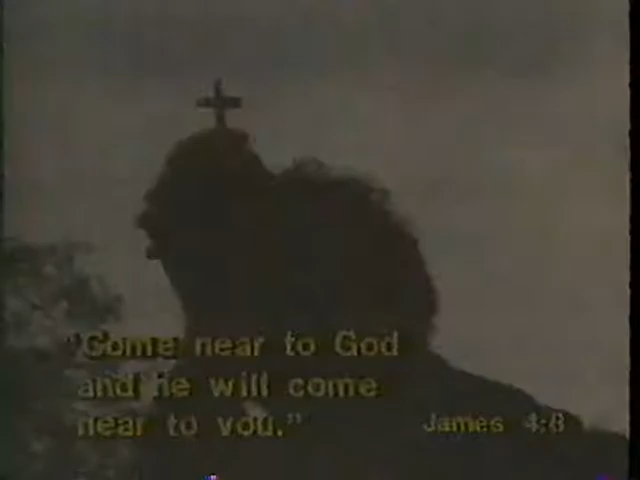 "Come near to God
and he will come
near to you."
James 4:8